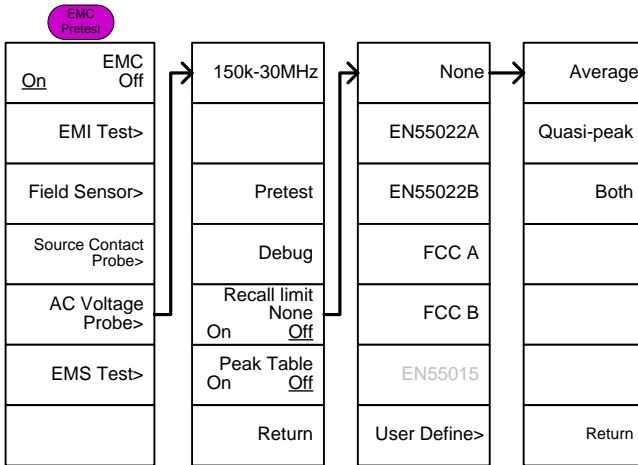 EMC
Pretest
EMC
On Off
EMI Test>
Field Sensor>
Source Contact
Probe>
AC Voltage
Probe>
EMS Test>
150k-30MHz
Pretest
Debug
Recall limit
None
On Off
Peak Table
On Off
Return
None
EN55022A
EN55022B
FCC A
FCC B
EN55015
User Define>
Average
Quasi-peak
Both
Return